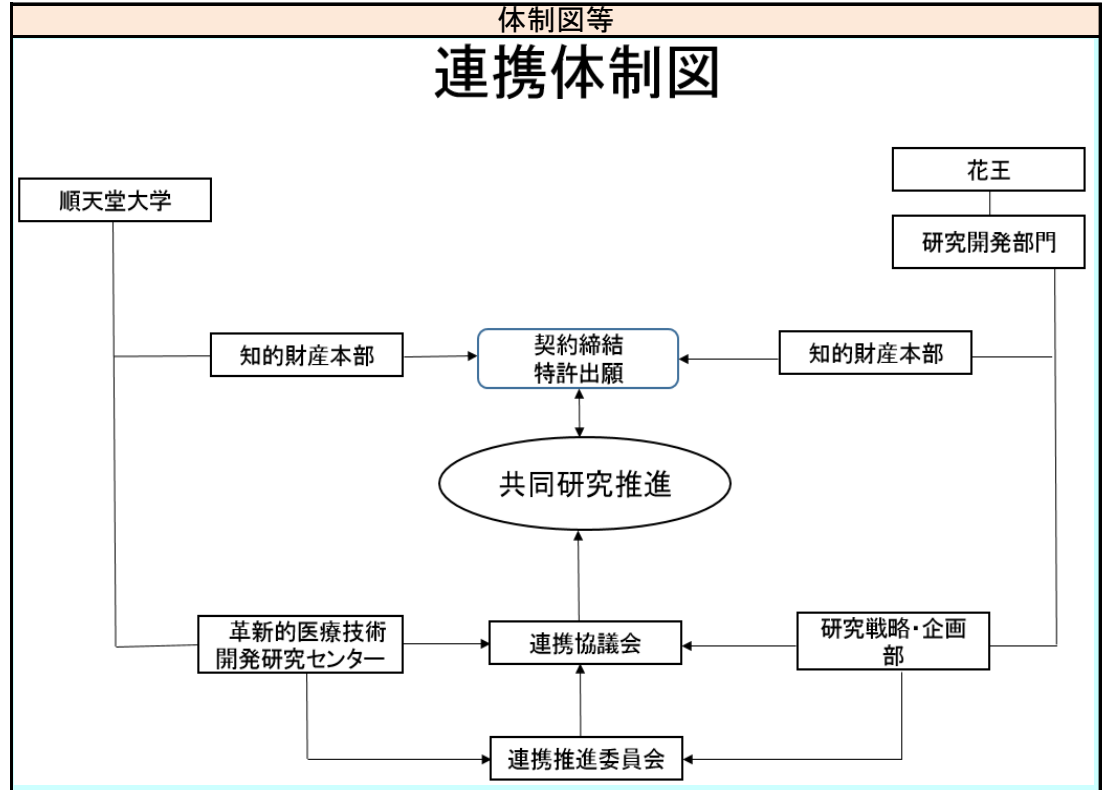 体制図等
連携体制図
花王
順天堂大学
研究開発部門
知的財産本部
契約締結
特許出願
知的財産本部
共同研究推進
革新的医療技術
開発研究センター
連携協議会
研究戦略・企画
部
連携推進委員会